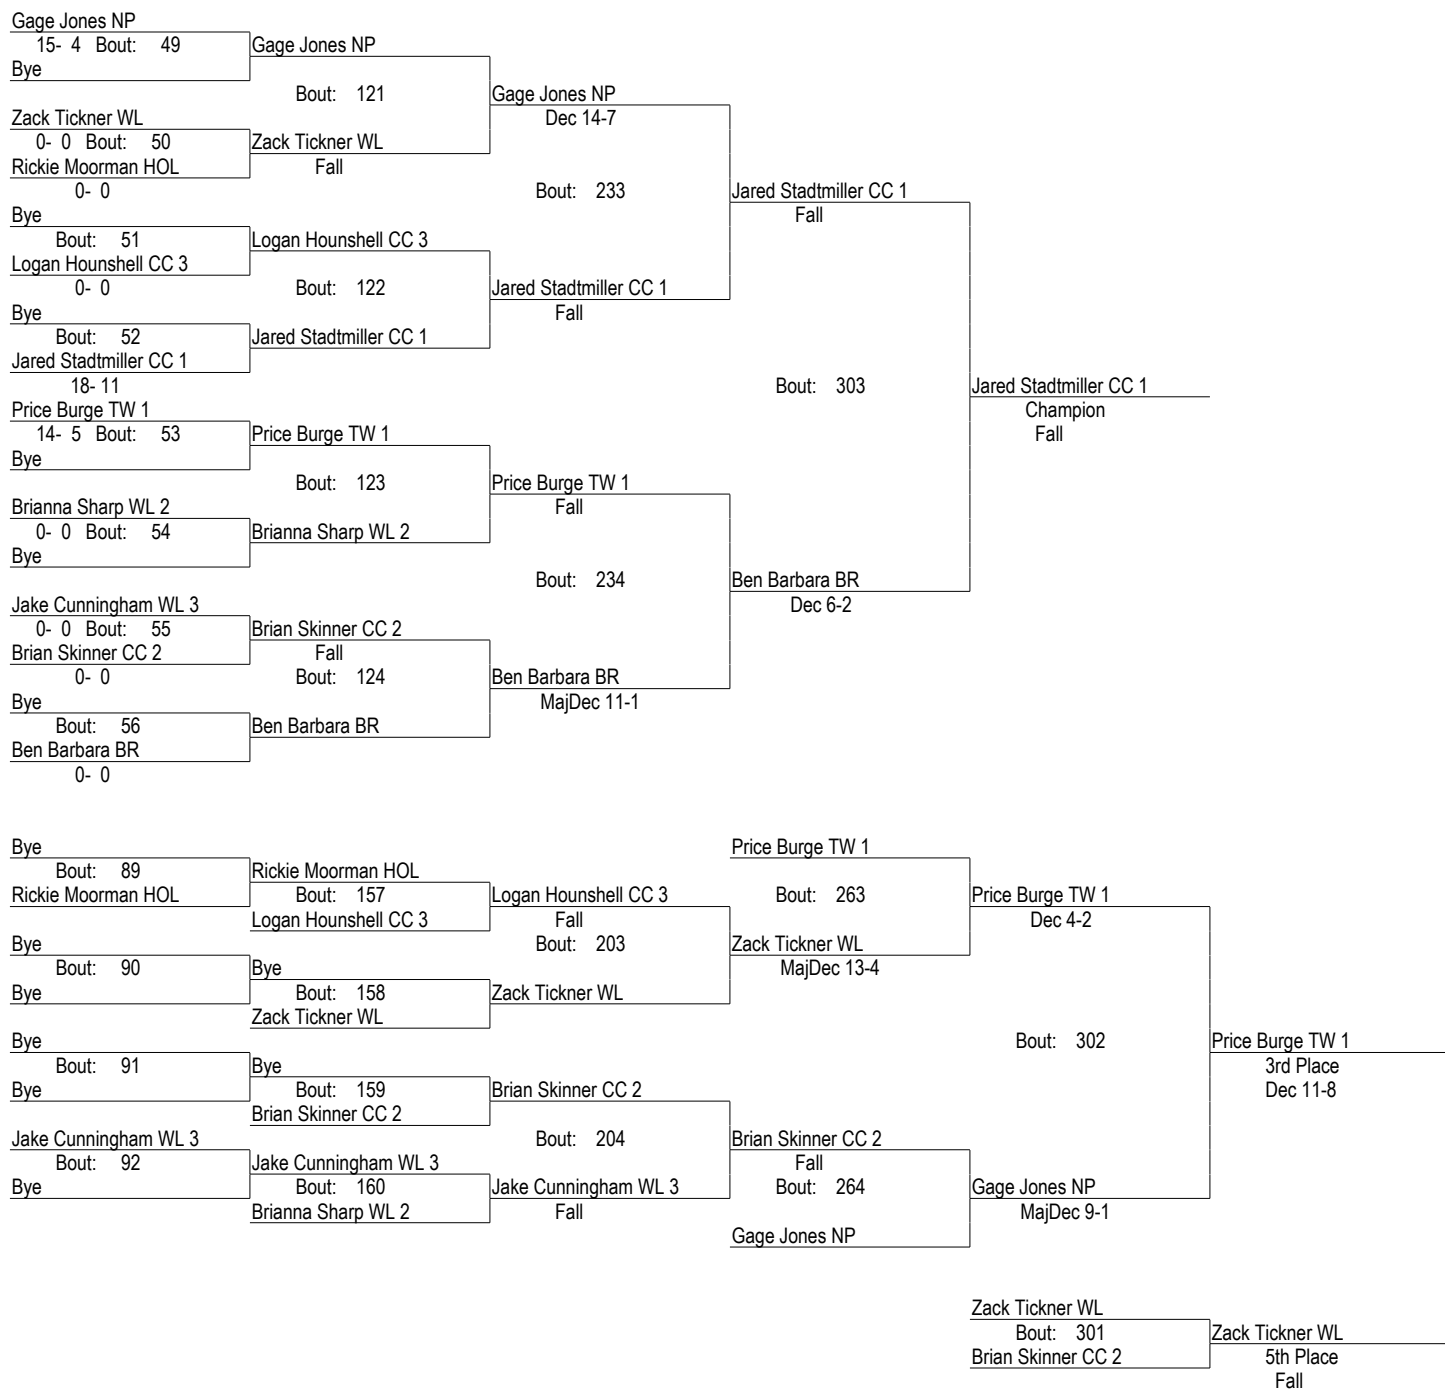 Gage Jones NP
15- 4 Bout: 49
Bye
Gage Jones NP
Bout: 121
Gage Jones NP
Dec 14-7
Zack Tickner WL
0- 0 Bout: 50
Rickie Moorman HOL
0- 0
Zack Tickner WL
Fall
Bout: 233
Jared Stadtmiller CC 1
Fall
Bye
Bout: 51
Logan Hounshell CC 3
0- 0
Logan Hounshell CC 3
Bout: 122
Jared Stadtmiller CC 1
Fall
Bye
Bout: 52
Jared Stadtmiller CC 1
18- 11
Jared Stadtmiller CC 1
Bout: 303
Jared Stadtmiller CC 1
Champion
Fall
Price Burge TW 1
14- 5 Bout: 53
Bye
Price Burge TW 1
Bout: 123
Price Burge TW 1
Fall
Brianna Sharp WL 2
0- 0 Bout: 54
Bye
Brianna Sharp WL 2
Bout: 234
Ben Barbara BR
Dec 6-2
Jake Cunningham WL 3
0- 0 Bout: 55
Brian Skinner CC 2
0- 0
Brian Skinner CC 2
Fall
Bout: 124
Ben Barbara BR
MajDec 11-1
Bye
Bout: 56
Ben Barbara BR
0- 0
Ben Barbara BR
Bye
Bout: 89
Rickie Moorman HOL
Rickie Moorman HOL
Bout: 157
Logan Hounshell CC 3
Logan Hounshell CC 3
Fall
Bout: 203
Price Burge TW 1
Bout: 263
Zack Tickner WL
MajDec 13-4
Price Burge TW 1
Dec 4-2
Bye
Bout: 90
Bye
Bye
Bout: 158
Zack Tickner WL
Zack Tickner WL
Bout: 302
Price Burge TW 1
3rd Place
Dec 11-8
Bye
Bout: 91
Bye
Bye
Bout: 159
Brian Skinner CC 2
Brian Skinner CC 2
Bout: 204
Brian Skinner CC 2
Fall
Bout: 264
Gage Jones NP
Gage Jones NP
MajDec 9-1
Jake Cunningham WL 3
Bout: 92
Bye
Jake Cunningham WL 3
Bout: 160
Brianna Sharp WL 2
Jake Cunningham WL 3
Fall
Zack Tickner WL
Bout: 301
Brian Skinner CC 2
Zack Tickner WL
5th Place
Fall